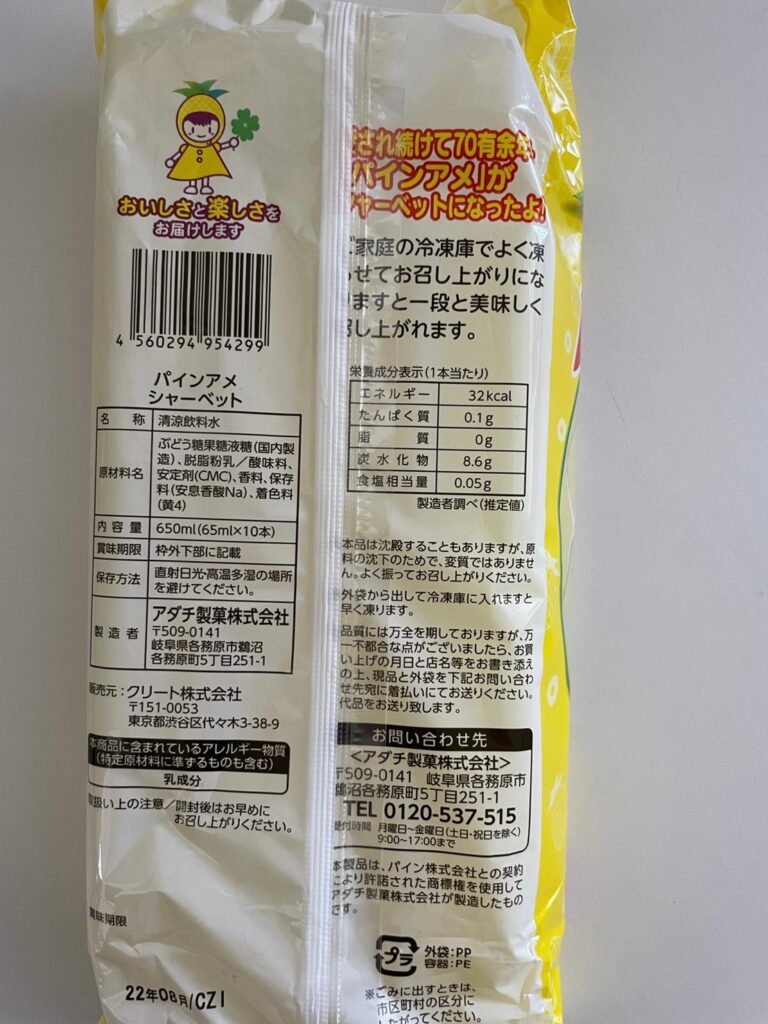 おいしさと楽しさを
お届けします
4 560294 954299
パインアメ
シャーベット
名称 清涼飲料水
原材料名 ぶどう糖果糖液糖(国内製
造)、脱脂粉乳/酸味料、
安定剤(CMC)、香料、保存
料(安息香酸Na)、着色料
(黄4)
内容量 650ml(65ml×10本)
賞味期限 枠外下部に記載
保存方法 直射日光・高温多湿の場所
を避けてください。
製造者 アダチ製菓株式会社
〒509-0141
岐阜県各務原市鵜沼
各務原町5丁目251-1
販売元:クリート株式会社
〒151-0053
東京都渋谷区代々木3-38-9
本商品に含まれているアレルギー物質
(特定原材料に準ずるものも含む)
乳成分
取扱い上の注意/開封後はお早めに
お召し上がりください。
賞味期限
22年08月/CZ1
され続けて70有余年。
「パインアメ」が
シャーベットになったよ!
ご家庭の冷凍庫でよく凍
らせてお召し上がりにな
りますと一段と美味しく
召し上がれます。
栄養成分表示(1本当たり)
エネルギー 32kcal
たんぱく質 0.1g
脂質 0g
炭水化物 8.6g
食塩相当量 0.05g
製造者調べ(推定値)
本品は沈殿することもありますが、原
料の沈下のためで、変質ではありませ
ん。よく振ってお召し上がりください。
外袋から出して冷凍庫に入れますと
早く凍ります。
品質には万全を期しておりますが、万
一不都合な点がございましたら、お買
い上げの月日と店名等をお書き添え
の上、現品と外袋を下記お問い合わ
せ先宛に着払いにてお送りください。
代品をお送り致します。
お問い合わせ先
<アダチ製菓株式会社>
〒509-0141 岐阜県各務原市
鵜沼各務原町5丁目251-1
TEL 0120-537-515
受付時間 月曜日~金曜日(土日・祝日を除く)
9:00~17:00まで
本製品は、パイン株式会社との契約
により許諾された商標権を使用して
アダチ製菓株式会社が製造したもの
です。
プラ 外袋:PP
容器:PE
※ごみに出すときは、
市区町村の区分に
したがってください。